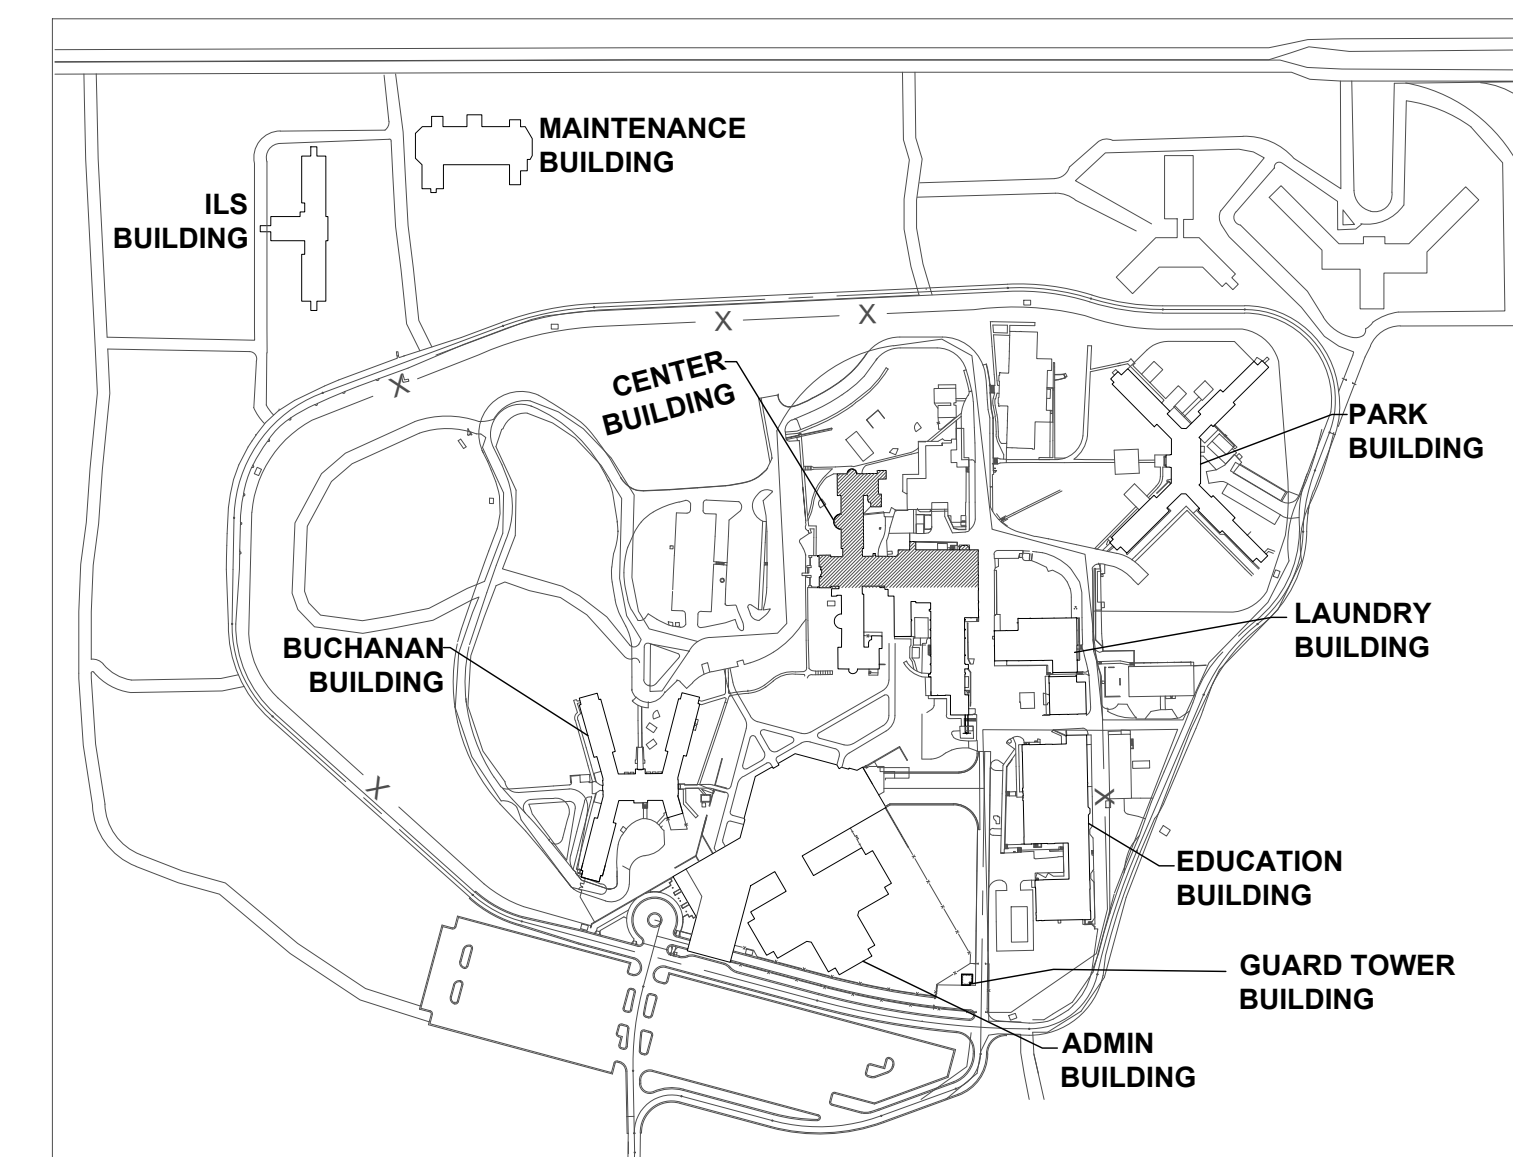 MAINTENANCE
BUILDING
ILS
BUILDING
X
X
X
CENTER
BUILDING
PARK
BUILDING
LAUNDRY
BUILDING
BUCHANAN
BUILDING
X
X
EDUCATION
BUILDING
GUARD TOWER
BUILDING
ADMIN
BUILDING